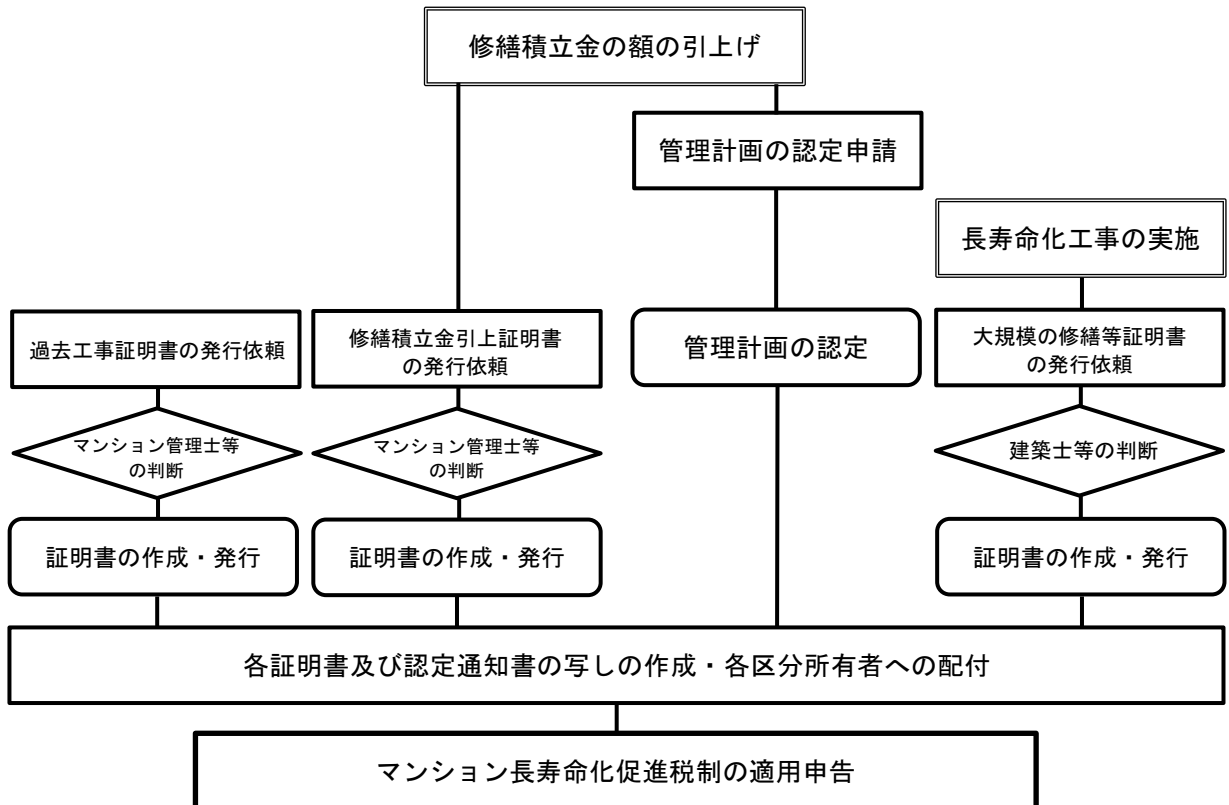 修繕積立金の額の引上げ
管理計画の認定申請
長寿命化工事の実施
過去工事証明書の発行依頼
修繕積立金引上証明書
の発行依頼
管理計画の認定
大規模の修繕等証明書
の発行依頼
マンション管理士等
の判断
マンション管理士等
の判断
建築士等の判断
証明書の作成・発行
証明書の作成・発行
証明書の作成・発行
各証明書及び認定通知書の写しの作成・各区分所有者への配付
マンション長寿命化促進税制の適用申告